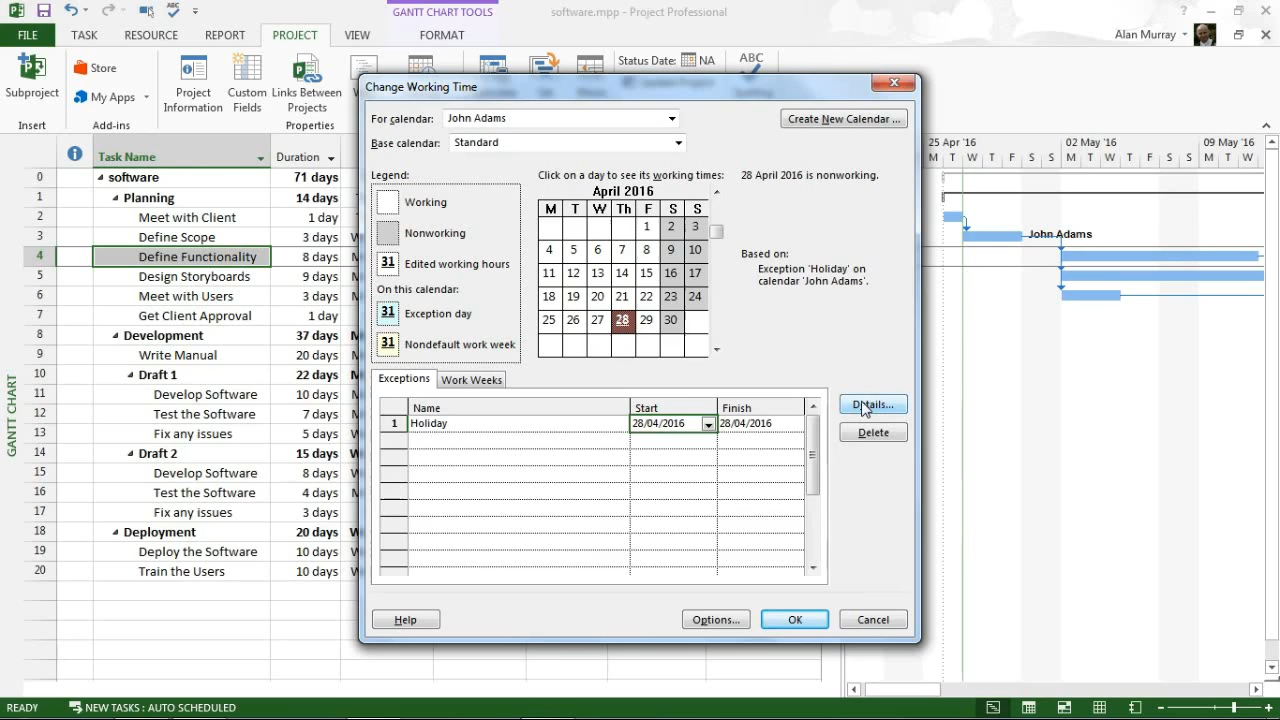 GANTT CHART TOOLS
software.mpp - Project Professional
ABC
FILE
TASK
RESOURCE
REPORT
PROJECT
VIEW
FORMAT
Alan Murray
Subproject
Insert
Store
My Apps
Add-ins
Project
Information
Custom
Fields
Links Between
Projects
Properties
Status Date:
NA
ABC
Change Working Time
For calendar:
John Adams
Create New Calendar ...
Base calendar:
Standard
Legend:
Working
Nonworking
31 Edited working hours
On this calendar:
31 Exception day
31 Nondefault work week
Click on a day to see its working times:
April 2016
M T W Th F S S
1 2 3
4 5 6 7 8 9 10
11 12 13 14 15 16 17
18 19 20 21 22 23 24
25 26 27 28 29 30
28 April 2016 is nonworking.
Based on:
Exception 'Holiday' on
calendar 'John Adams'.
Exceptions
Work Weeks
Name Start Finish
1 Holiday 28/04/2016 28/04/2016
Details...
Delete
Help
Options...
OK
Cancel
GANTT CHART
Task Name Duration
0 software 71 days
1 Planning 14 days
2 Meet with Client 1 day
3 Define Scope 3 days
4 Define Functionality 8 days
5 Design Storyboards 9 days
6 Meet with Users 2 days
7 Get Client Approval 1 day
8 Development 37 days
9 Write Manual 20 days
10 Draft 1 22 days
11 Develop Software 10 days
12 Test the Software 7 days
13 Fix any issues 5 days
14 Draft 2 15 days
15 Develop Software 8 days
16 Test the Software 4 days
17 Fix any issues 3 days
18 Deployment 20 days
19 Deploy the Software 10 days
20 Train the Users 10 days
25 Apr '16 02 May '16 09 May '16
M T W T F S S M T W T F S S M T W
John Adams
READY
NEW TASKS : AUTO SCHEDULED